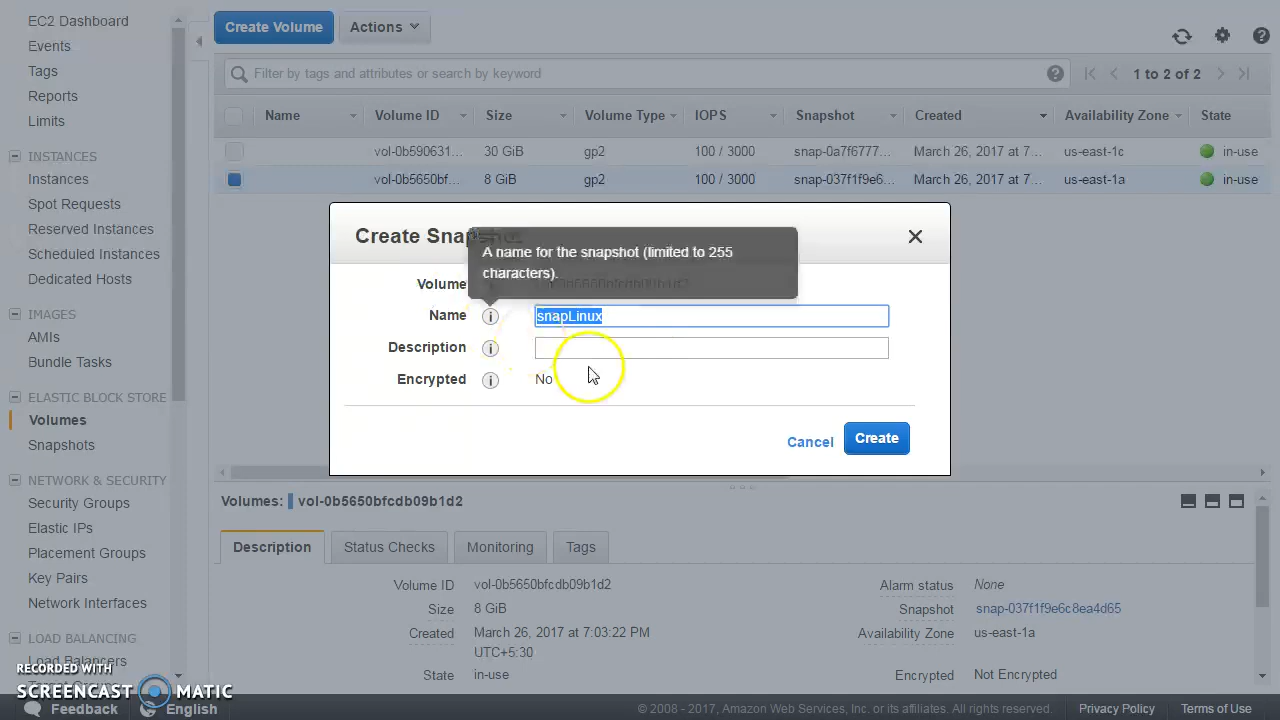 EC2 Dashboard
Events
Tags
Reports
Limits
INSTANCES
Instances
Spot Requests
Reserved Instances
Scheduled Instances
Dedicated Hosts
IMAGES
AMIs
Bundle Tasks
ELASTIC BLOCK STORE
Volumes
Snapshots
NETWORK & SECURITY
Security Groups
Elastic IPs
Placement Groups
Key Pairs
Network Interfaces
LOAD BALANCING
Load Balancers
Create Volume Actions
Filter by tags and attributes or search by keyword
1 to 2 of 2
Name Volume ID Size Volume Type IOPS Snapshot Created Availability Zone State
vol-0b590631... 30 GiB gp2 100 / 3000 snap-0a7f6777... March 26, 2017 at 7... us-east-1c in-use
vol-0b5650bf... 8 GiB gp2 100 / 3000 snap-037f1f9e6... March 26, 2017 at 7... us-east-1a in-use
Create
A name for the snapshot (limited to 255
characters).
Volume
Name snapLinux
Description
Encrypted No
Cancel Create
Volumes: vol-0b5650bfcdb09b1d2
Description Status Checks Monitoring Tags
Volume ID vol-0b5650bfcdb09b1d2
Size 8 GiB
Created March 26, 2017 at 7:03:22 PM
UTC+5:30
State in-use
Alarm status None
Snapshot snap-037f1f9e6c8ea4d65
Availability Zone us-east-1a
Encrypted Not Encrypted
RECORDED WITH
SCREENCAST MATIC
Feedback English
© 2008 - 2017, Amazon Web Services, Inc. or its affiliates. All rights reserved. Privacy Policy Terms of Use